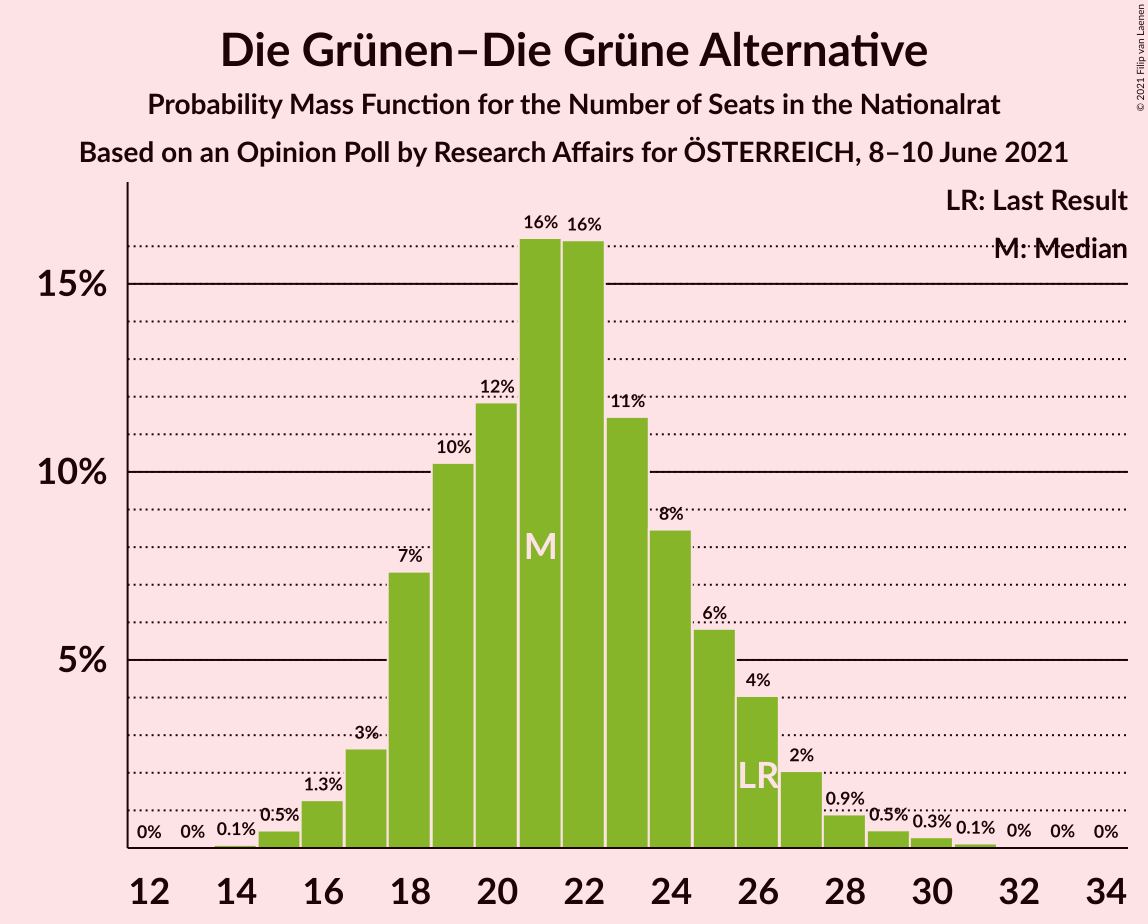 Die Grünen–Die Grüne Alternative
Probability Mass Function for the Number of Seats in the Nationalrat
Based on an Opinion Poll by Research Affairs for ÖSTERREICH, 8–10 June 2021
© 2021 Filip van Laenen
LR: Last Result
M: Median
15%
10%
5%
0% 0% 0.1% 0.5% 1.3% 3% 7% 10% 12% 16% 16% 11% 8% 6% 4% 2% 0.9% 0.5% 0.3% 0.1% 0% 0% 0%
M
LR
12 14 16 18 20 22 24 26 28 30 32 34